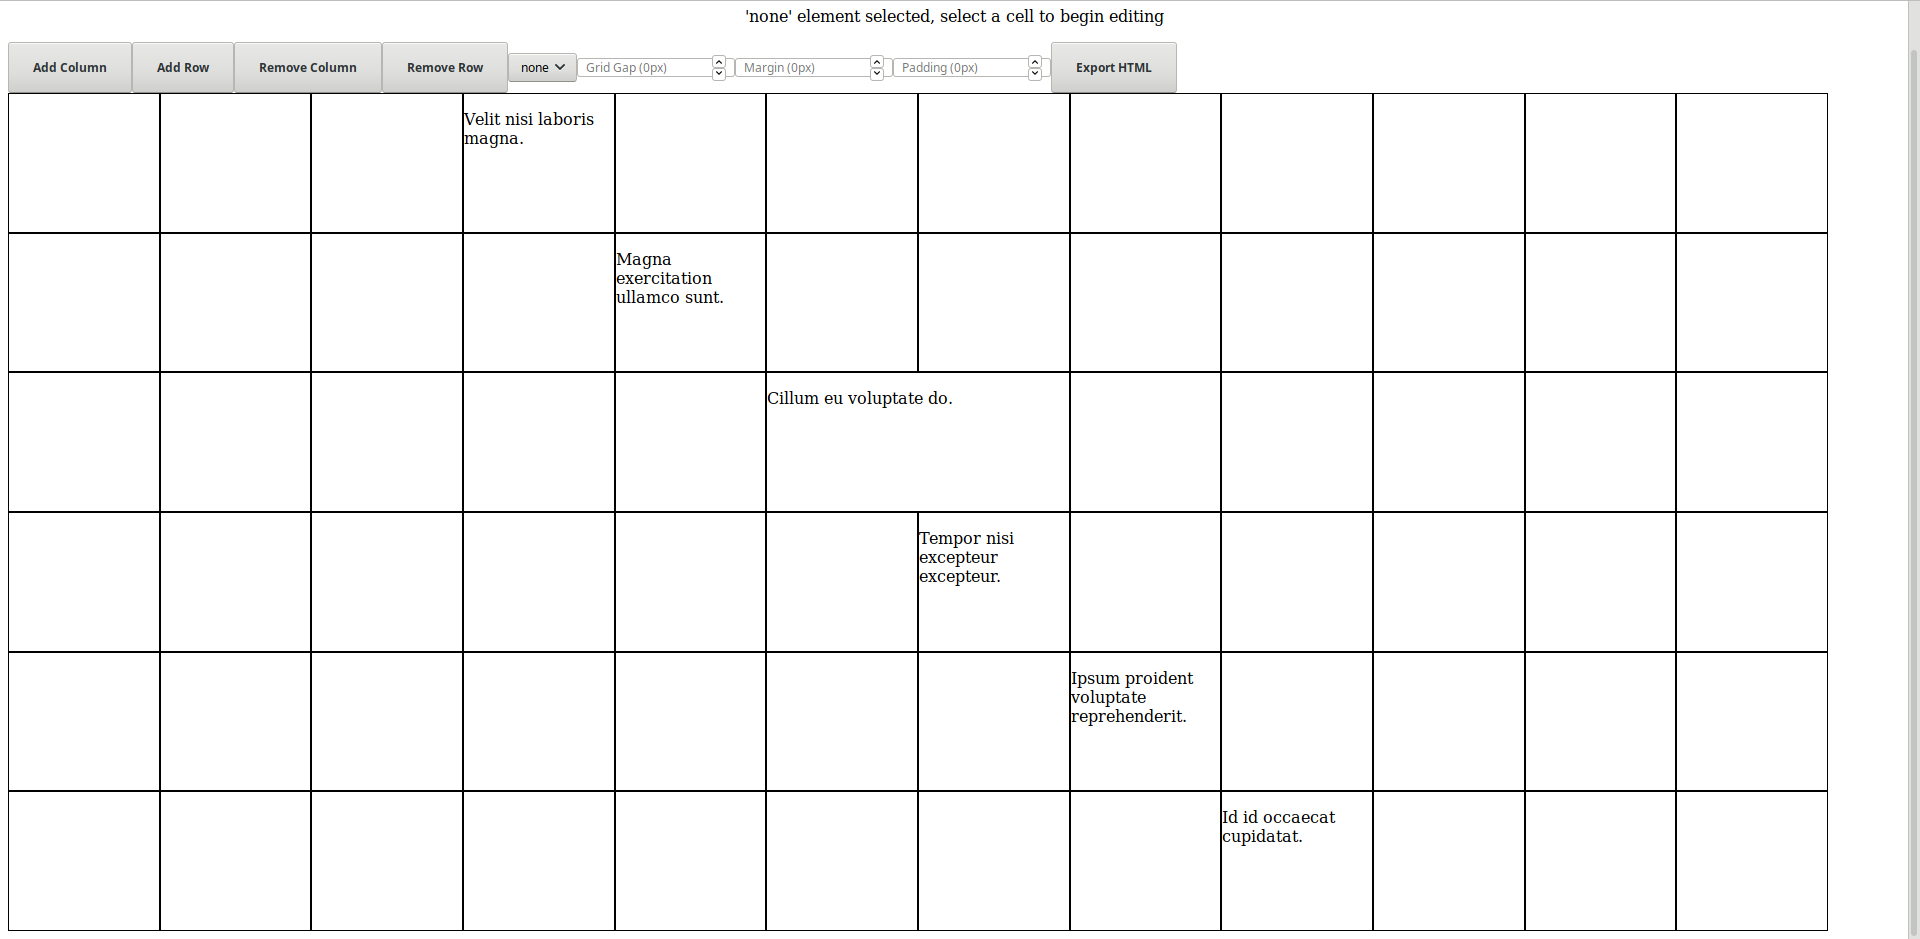 'none' element selected, select a cell to begin editing
Add Column Add Row Remove Column Remove Row none Grid Gap (0px) Margin (0px) Padding (0px) Export HTML
Velit nisi laboris
magna.
Magna
exercitation
ullamco sunt.
Cillum eu voluptate do.
Tempor nisi
excepteur
excepteur.
Ipsum proident
voluptate
reprehenderit.
Id id occaecat
cupidatat.